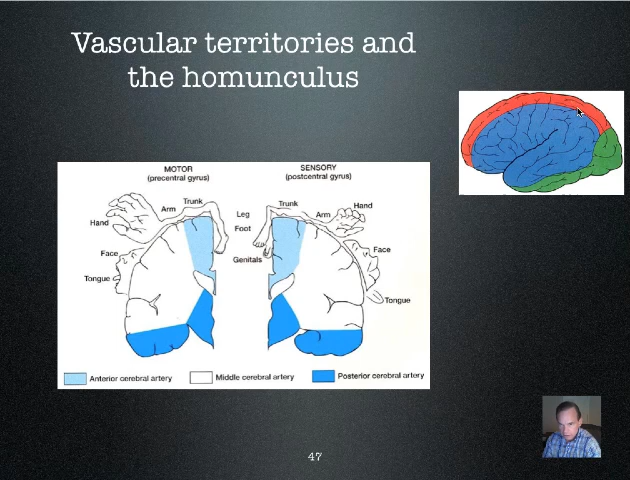 Vascular territories and
the homunculus
MOTOR
(precentral gyrus)
SENSORY
(postcentral gyrus)
Trunk
Arm
Hand
Face
Tongue
Leg
Foot
Genitals
Trunk
Arm
Hand
Face
Tongue
Anterior cerebral artery
Middle cerebral artery
Posterior cerebral artery
47